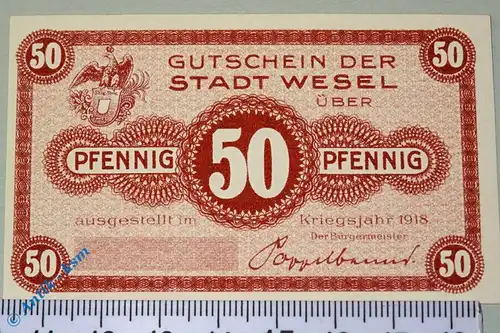 50 50
GUTSCHEIN DER
STADT WESEL
ÜBER
PFENNIG 50 PFENNIG
ausgestellt im Kriegsjahr 1918
Der Bürgermeister
50 50